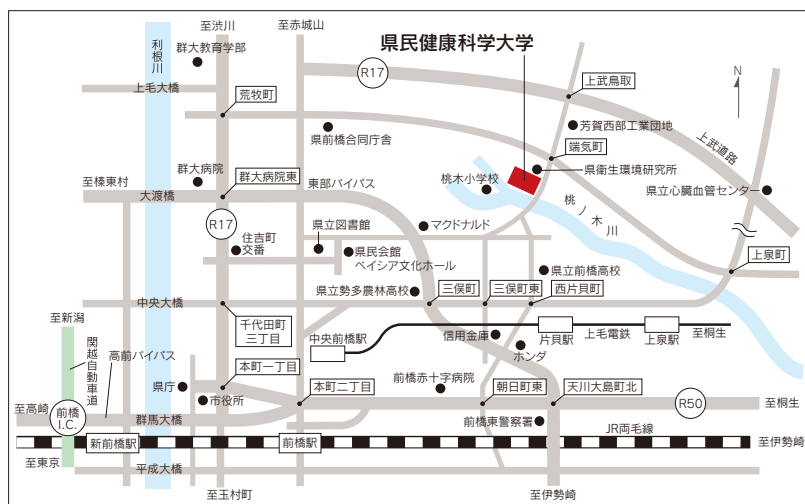 至渋川
至赤城山
利根川
群大教育学部
県民健康科学大学
R17
上武鳥取
N
上毛大橋
荒牧町
芳賀西部工業団地
県前橋合同庁舎
端気町
上武道路
県衛生環境研究所
群大病院
群大病院東
東部バイパス
桃木小学校
県立心臓血管センター
至榛東村
大渡橋
桃ノ木川
R17
住吉町
交番
県立図書館
マクドナルド
県民会館
ベイシア文化ホール
県立前橋高校
上泉町
県立勢多農林高校
三俣町
三俣町東
西片貝町
中央大橋
至新潟
千代田町
三丁目
中央前橋駅
信用金庫
片貝駅
上毛電鉄
上泉駅
至桐生
関越自動車道
高前バイパス
ホンダ
本町一丁目
県庁
市役所
本町二丁目
前橋赤十字病院
朝日町東
天川大島町北
R50
至桐生
至高崎
前橋
I.C.
群馬大橋
前橋東警察署
JR両毛線
新前橋駅
前橋駅
至伊勢崎
至東京
平成大橋
至玉村町
至伊勢崎